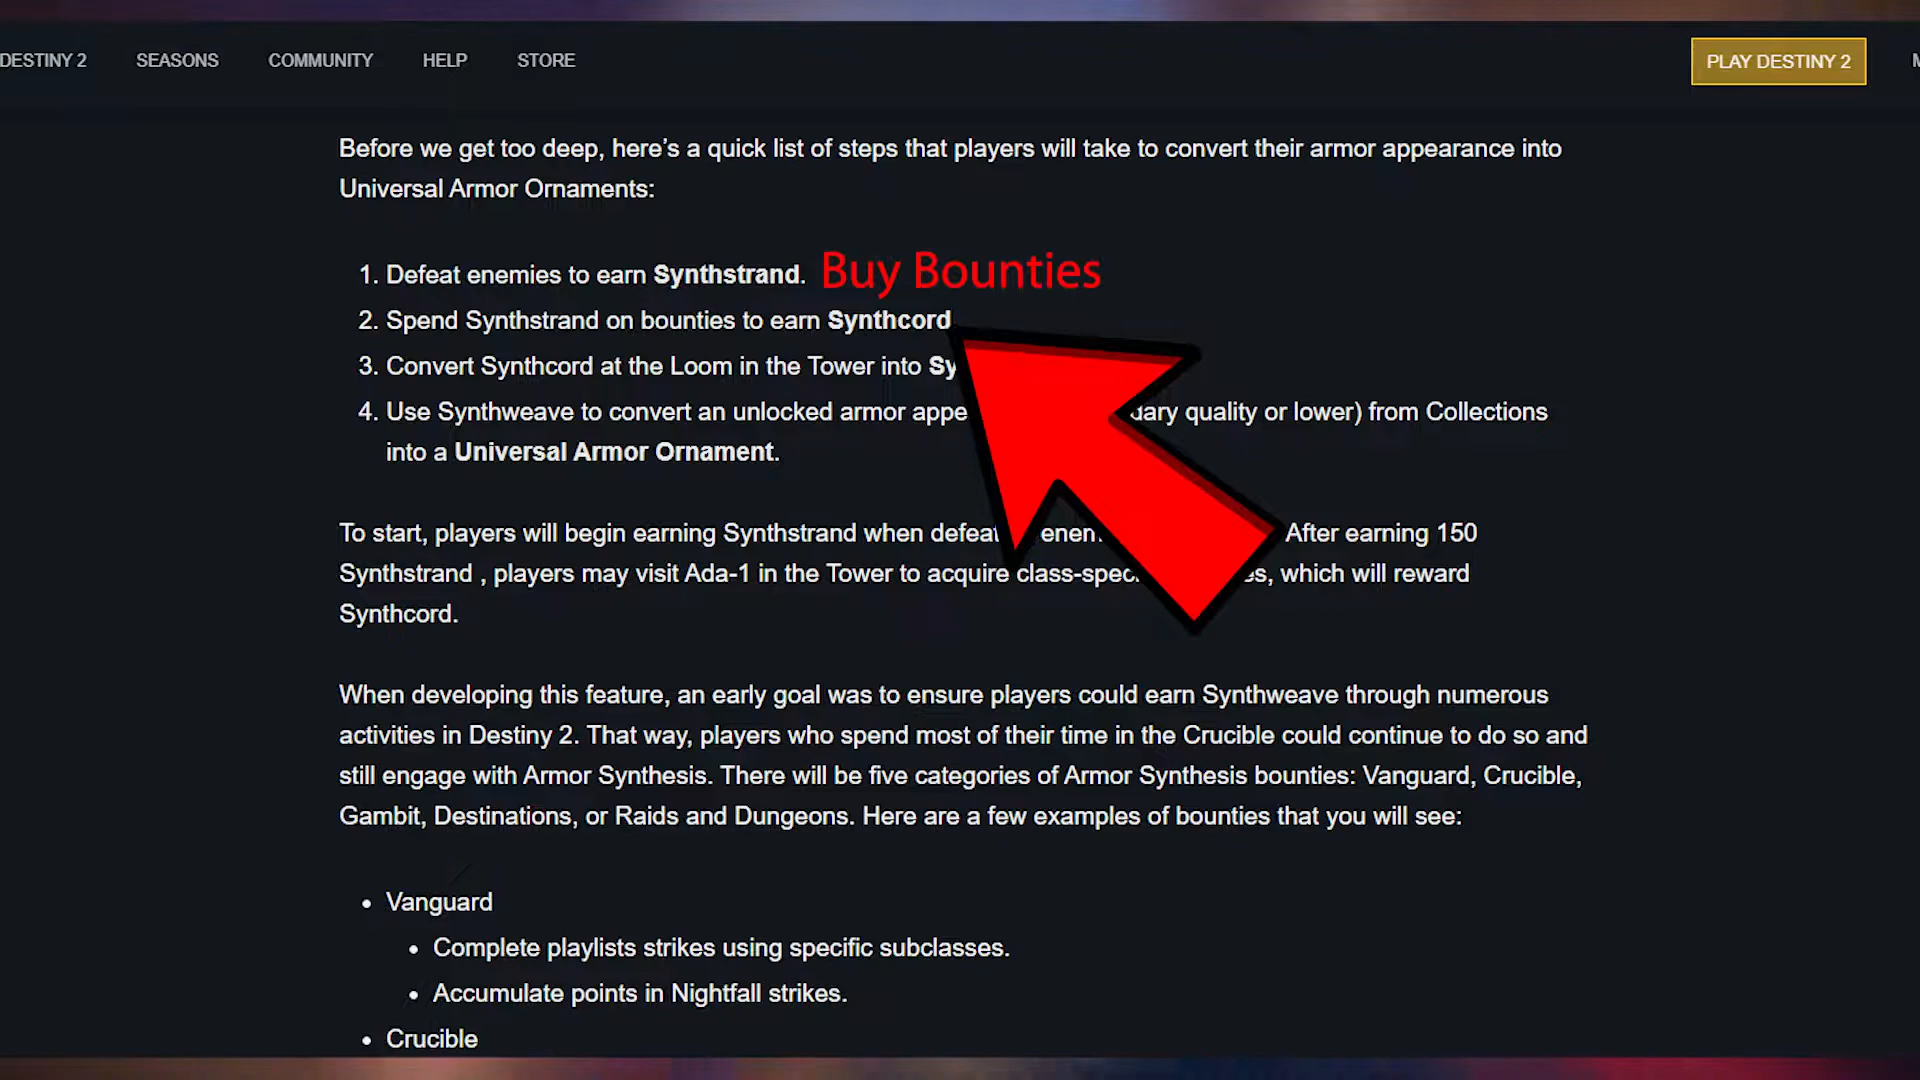 DESTINY 2 SEASONS COMMUNITY HELP STORE PLAY DESTINY 2
Before we get too deep, here's a quick list of steps that players will take to convert their armor appearance into
Universal Armor Ornaments:
1. Defeat enemies to earn Synthstrand. Buy Bounties
2. Spend Synthstrand on bounties to earn Synthcord
3. Convert Synthcord at the Loom in the Tower into
4. Use Synthweave to convert an unlocked armor quality or lower) from Collections
into a Universal Armor Ornament.
To start, players will begin earning Synthstrand when After earning 150
Synthstrand , players may visit Ada-1 in the Tower to acquire which will reward
Synthcord.
When developing this feature, an early goal was to ensure players could earn Synthweave through numerous
activities in Destiny 2. That way, players who spend most of their time in the Crucible could continue to do so and
still engage with Armor Synthesis. There will be five categories of Armor Synthesis bounties: Vanguard, Crucible,
Gambit, Destinations, or Raids and Dungeons. Here are a few examples of bounties that you will see:
• Vanguard
• Complete playlists strikes using specific subclasses.
• Accumulate points in Nightfall strikes.
• Crucible